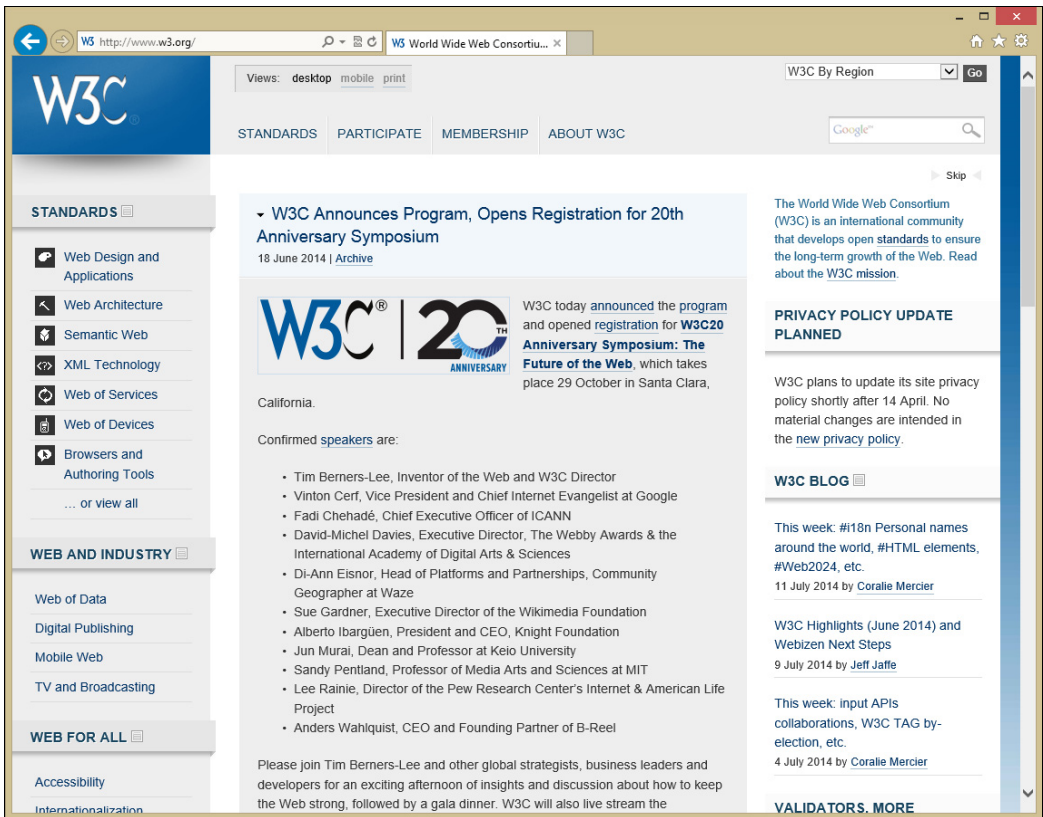 W3 http://www.w3.org/
W3 World Wide Web Consortiu... ×
W3C®
Views: desktop mobile print
W3C By Region
Go
STANDARDS
PARTICIPATE
MEMBERSHIP
ABOUT W3C
Google™
Skip
STANDARDS
Web Design and
Applications
Web Architecture
Semantic Web
XML Technology
Web of Services
Web of Devices
Browsers and
Authoring Tools
... or view all
WEB AND INDUSTRY
Web of Data
Digital Publishing
Mobile Web
TV and Broadcasting
WEB FOR ALL
Accessibility
Internationalization
W3C Announces Program, Opens Registration for 20th
Anniversary Symposium
18 June 2014 | Archive
W3C® | 20TH
ANNIVERSARY
W3C today announced the program
and opened registration for W3C20
Anniversary Symposium: The
Future of the Web, which takes
place 29 October in Santa Clara,
California.
Confirmed speakers are:
• Tim Berners-Lee, Inventor of the Web and W3C Director
• Vinton Cerf, Vice President and Chief Internet Evangelist at Google
• Fadi Chehadé, Chief Executive Officer of ICANN
• David-Michel Davies, Executive Director, The Webby Awards & the
International Academy of Digital Arts & Sciences
• Di-Ann Eisnor, Head of Platforms and Partnerships, Community
Geographer at Waze
• Sue Gardner, Executive Director of the Wikimedia Foundation
• Alberto Ibargüen, President and CEO, Knight Foundation
• Jun Murai, Dean and Professor at Keio University
• Sandy Pentland, Professor of Media Arts and Sciences at MIT
• Lee Rainie, Director of the Pew Research Center's Internet & American Life
Project
• Anders Wahlquist, CEO and Founding Partner of B-Reel
Please join Tim Berners-Lee and other global strategists, business leaders and
developers for an exciting afternoon of insights and discussion about how to keep
the Web strong, followed by a gala dinner. W3C will also live stream the
The World Wide Web Consortium
(W3C) is an international community
that develops open standards to ensure
the long-term growth of the Web. Read
about the W3C mission.
PRIVACY POLICY UPDATE
PLANNED
W3C plans to update its site privacy
policy shortly after 14 April. No
material changes are intended in
the new privacy policy.
W3C BLOG
This week: #i18n Personal names
around the world, #HTML elements,
#Web2024, etc.
11 July 2014 by Coralie Mercier
W3C Highlights (June 2014) and
Webizen Next Steps
9 July 2014 by Jeff Jaffe
This week: input APIs
collaborations, W3C TAG by-
election, etc.
4 July 2014 by Coralie Mercier
VALIDATORS, MORE